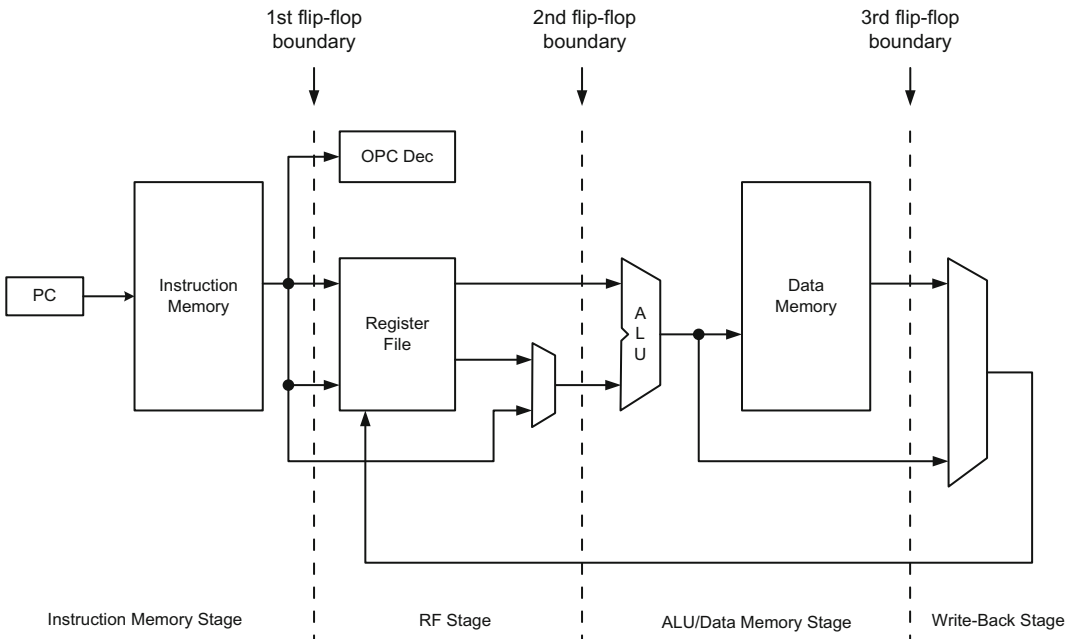 1st flip-flop
boundary
2nd flip-flop
boundary
3rd flip-flop
boundary
OPC Dec
PC
Instruction
Memory
Register
File
A
L
U
Data
Memory
Instruction Memory Stage
RF Stage
ALU/Data Memory Stage
Write-Back Stage